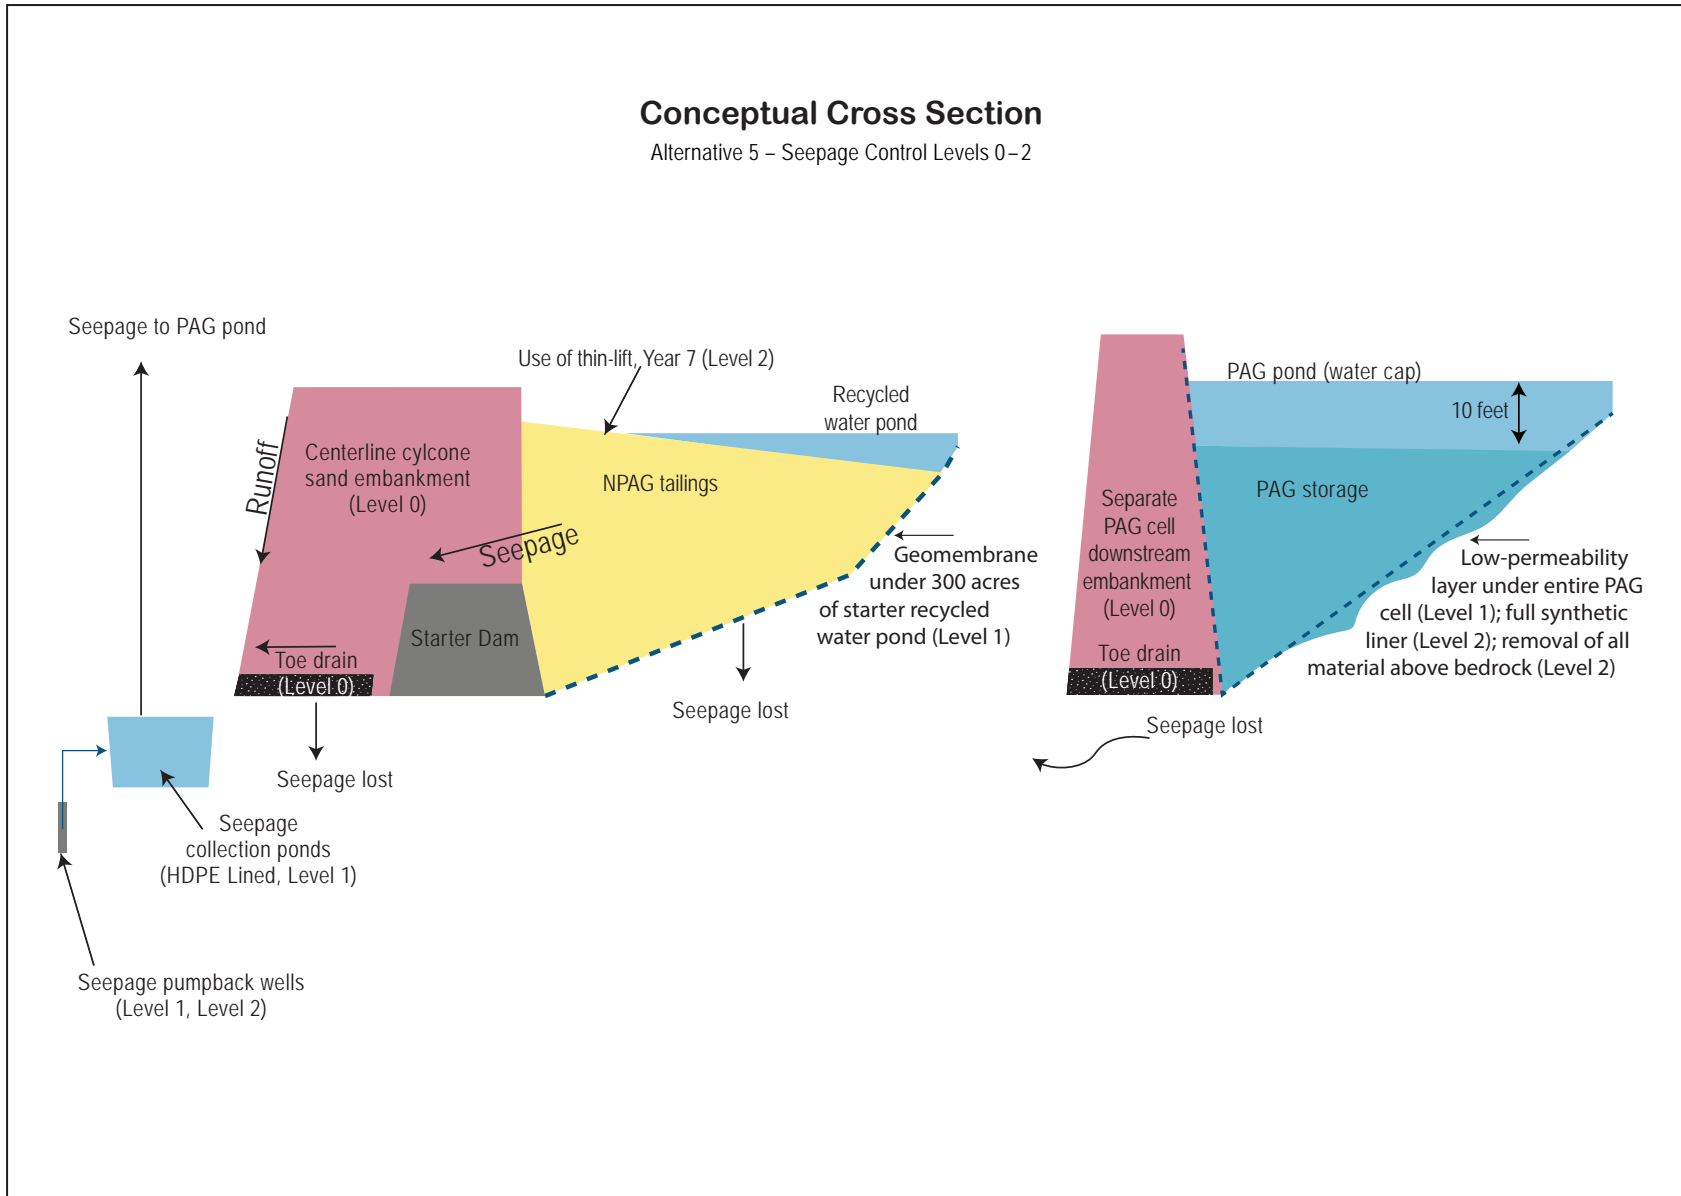 Conceptual Cross Section
Alternative 5 – Seepage Control Levels 0–2
Seepage to PAG pond
Use of thin-lift, Year 7 (Level 2)
Recycled
water pond
Runoff
Centerline cylcone
sand embankment
(Level 0)
NPAG tailings
Seepage
Geomembrane
under 300 acres
of starter recycled
water pond (Level 1)
Starter Dam
Toe drain
(Level 0)
Seepage lost
Seepage lost
Seepage
collection ponds
(HDPE Lined, Level 1)
Seepage pumpback wells
(Level 1, Level 2)
PAG pond (water cap)
10 feet
PAG storage
Separate
PAG cell
downstream
embankment
(Level 0)
Low-permeability
layer under entire PAG
cell (Level 1); full synthetic
liner (Level 2); removal of all
material above bedrock (Level 2)
Toe drain
(Level 0)
Seepage lost